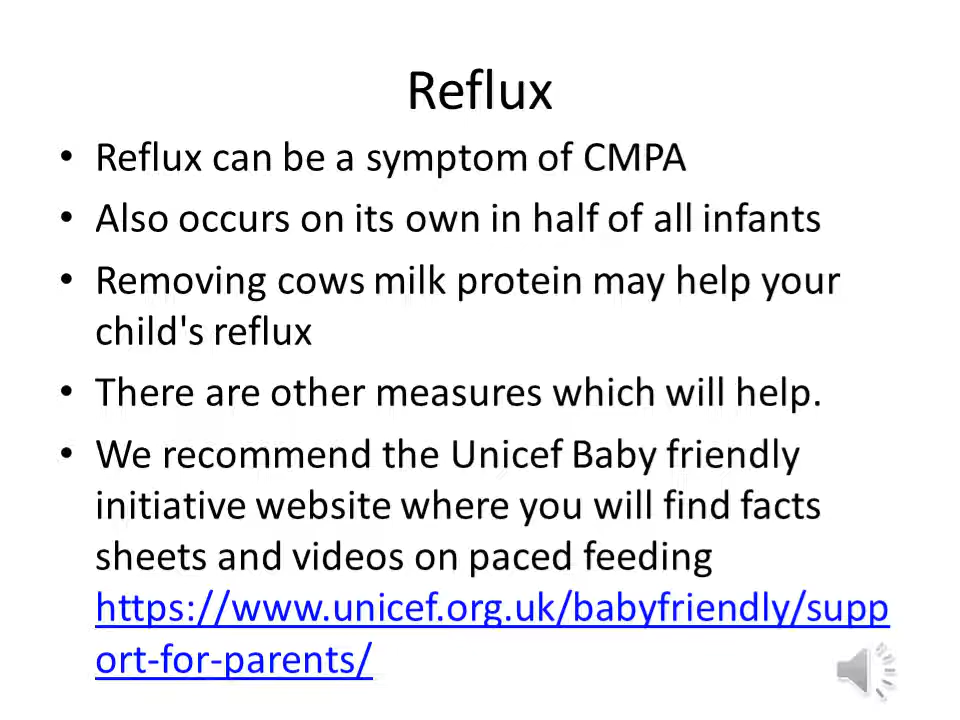 Reflux
• Reflux can be a symptom of CMPA
• Also occurs on its own in half of all infants
• Removing cows milk protein may help your
child's reflux
• There are other measures which will help.
• We recommend the Unicef Baby friendly
initiative website where you will find facts
sheets and videos on paced feeding
https://www.unicef.org.uk/babyfriendly/supp
ort-for-parents/